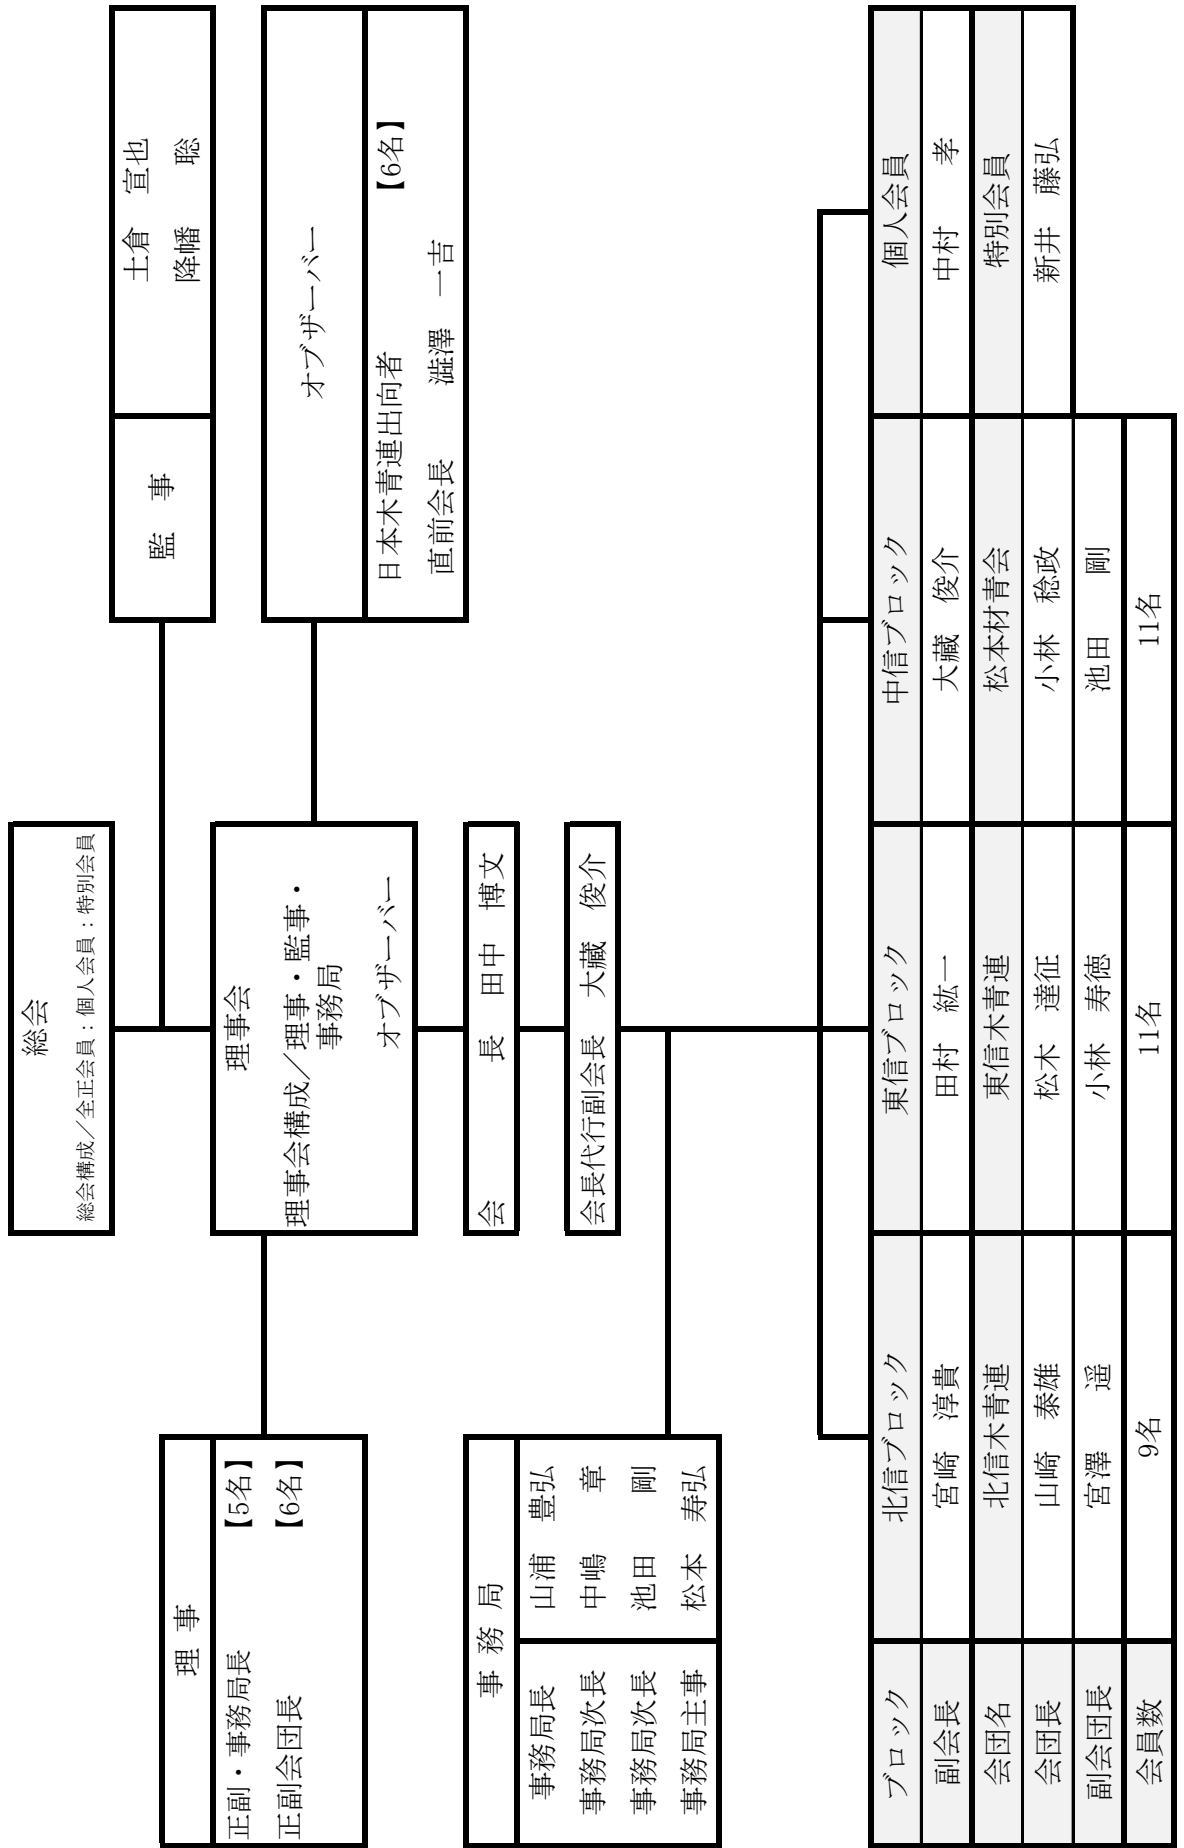 総会
総会構成／全正会員：個人会員：特別会員
監　事
土倉　宣也
降幡　　聡
理　事
正副・事務局長　【5名】
正副会団長　【6名】
理事会
理事会構成／理事・監事・
事務局
オブザーバー
オブザーバー
日本木青連出向者　【6名】
直前会長　澁澤　一吉
会　　長　田中　博文
会長代行副会長　大藏　俊介
事　務　局
事務局長　山浦　豊弘
事務局次長　中嶋　　章
事務局次長　池田　　剛
事務局主事　松本　寿弘
ブロック　北信ブロック　東信ブロック　中信ブロック　個人会員
副会長　宮崎　淳貴　田村　紘一　大藏　俊介　中村　　孝
会団名　北信木青連　東信木青連　松本材青会　特別会員
会団長　山崎　泰雄　松木　達征　小林　稔政　新井　藤弘
副会団長　宮澤　　遥　小林　寿徳　池田　　剛
会員数　9名　11名　11名